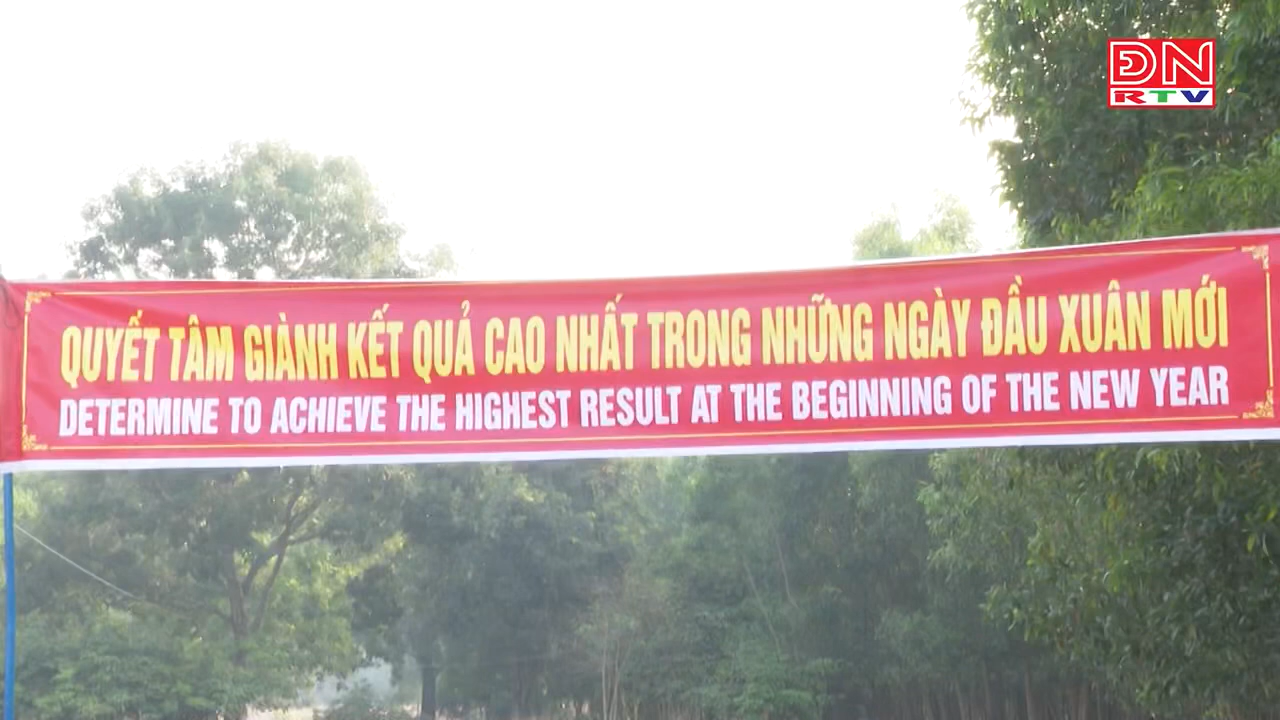 ĐN
RTV
QUYẾT TÂM GIÀNH KẾT QUẢ CAO NHẤT TRONG NHỮNG NGÀY ĐẦU XUÂN MỚI
DETERMINE TO ACHIEVE THE HIGHEST RESULT AT THE BEGINNING OF THE NEW YEAR